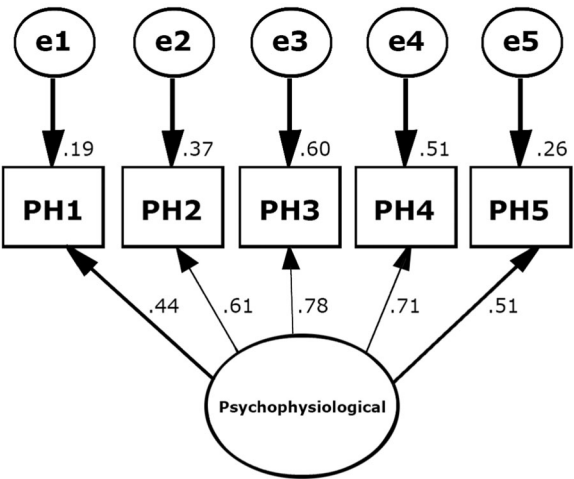 e1 e2 e3 e4 e5
.19 .37 .60 .51 .26
PH1 PH2 PH3 PH4 PH5
.44 .61 .78 .71 .51
Psychophysiological